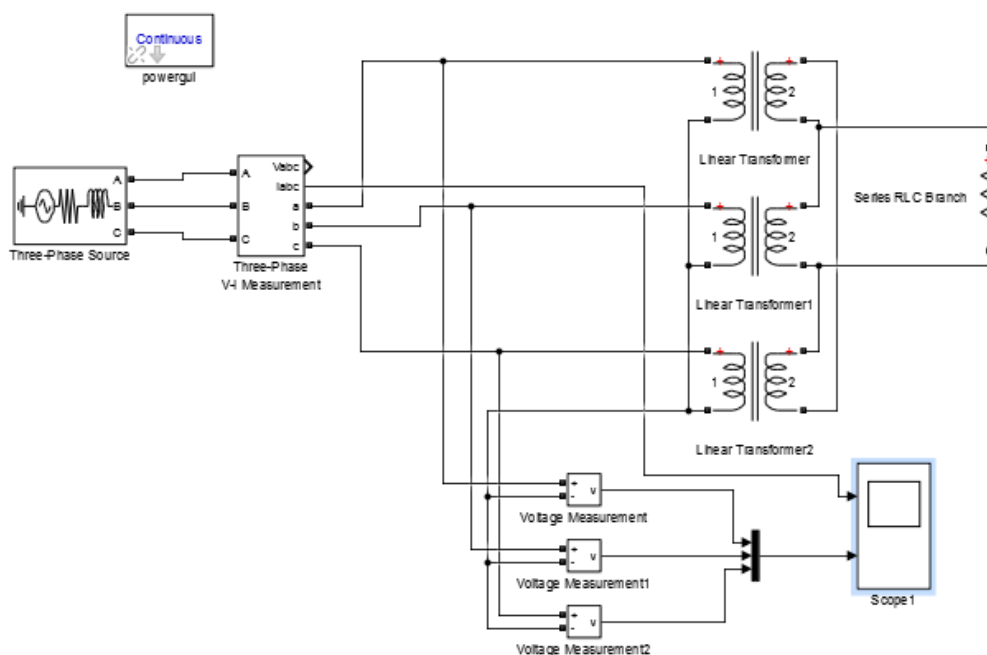 Continuous
powergui
A
B
C
Three-Phase Source
A
B
C
Vabc
Iabc
a
b
c
Three-Phase
V-I Measurement
1
2
Linear Transformer
Series RLC Branch
1
2
Linear Transformer1
1
2
Linear Transformer2
+
-
v
Voltage Measurement
+
-
v
Voltage Measurement1
+
-
v
Voltage Measurement2
Scope1